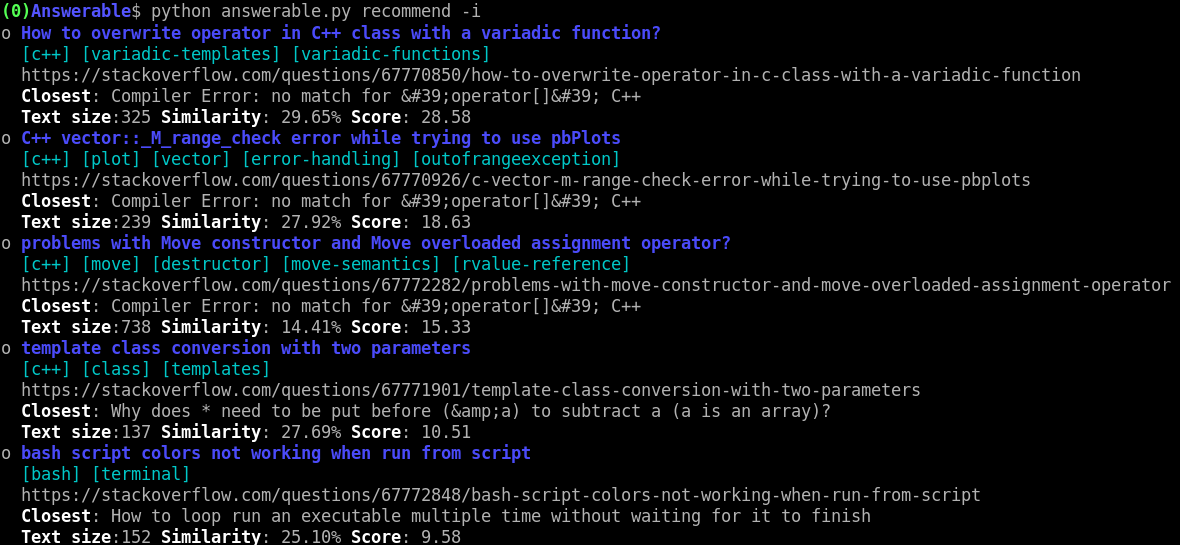 (0)Answerable$ python answerable.py recommend -i
o How to overwrite operator in C++ class with a variadic function?
[c++] [variadic-templates] [variadic-functions]
https://stackoverflow.com/questions/67770850/how-to-overwrite-operator-in-c-class-with-a-variadic-function
Closest: Compiler Error: no match for &#39;operator[]&#39; C++
Text size:325 Similarity: 29.65% Score: 28.58
o C++ vector::_M_range_check error while trying to use pbPlots
[c++] [plot] [vector] [error-handling] [outofrangeexception]
https://stackoverflow.com/questions/67770926/c-vector-m-range-check-error-while-trying-to-use-pbplots
Closest: Compiler Error: no match for &#39;operator[]&#39; C++
Text size:239 Similarity: 27.92% Score: 18.63
o problems with Move constructor and Move overloaded assignment operator?
[c++] [move] [destructor] [move-semantics] [rvalue-reference]
https://stackoverflow.com/questions/67772282/problems-with-move-constructor-and-move-overloaded-assignment-operator
Closest: Compiler Error: no match for &#39;operator[]&#39; C++
Text size:738 Similarity: 14.41% Score: 15.33
o template class conversion with two parameters
[c++] [class] [templates]
https://stackoverflow.com/questions/67771901/template-class-conversion-with-two-parameters
Closest: Why does * need to be put before (&amp;a) to subtract a (a is an array)?
Text size:137 Similarity: 27.69% Score: 10.51
o bash script colors not working when run from script
[bash] [terminal]
https://stackoverflow.com/questions/67772848/bash-script-colors-not-working-when-run-from-script
Closest: How to loop run an executable multiple time without waiting for it to finish
Text size:152 Similarity: 25.10% Score: 9.58